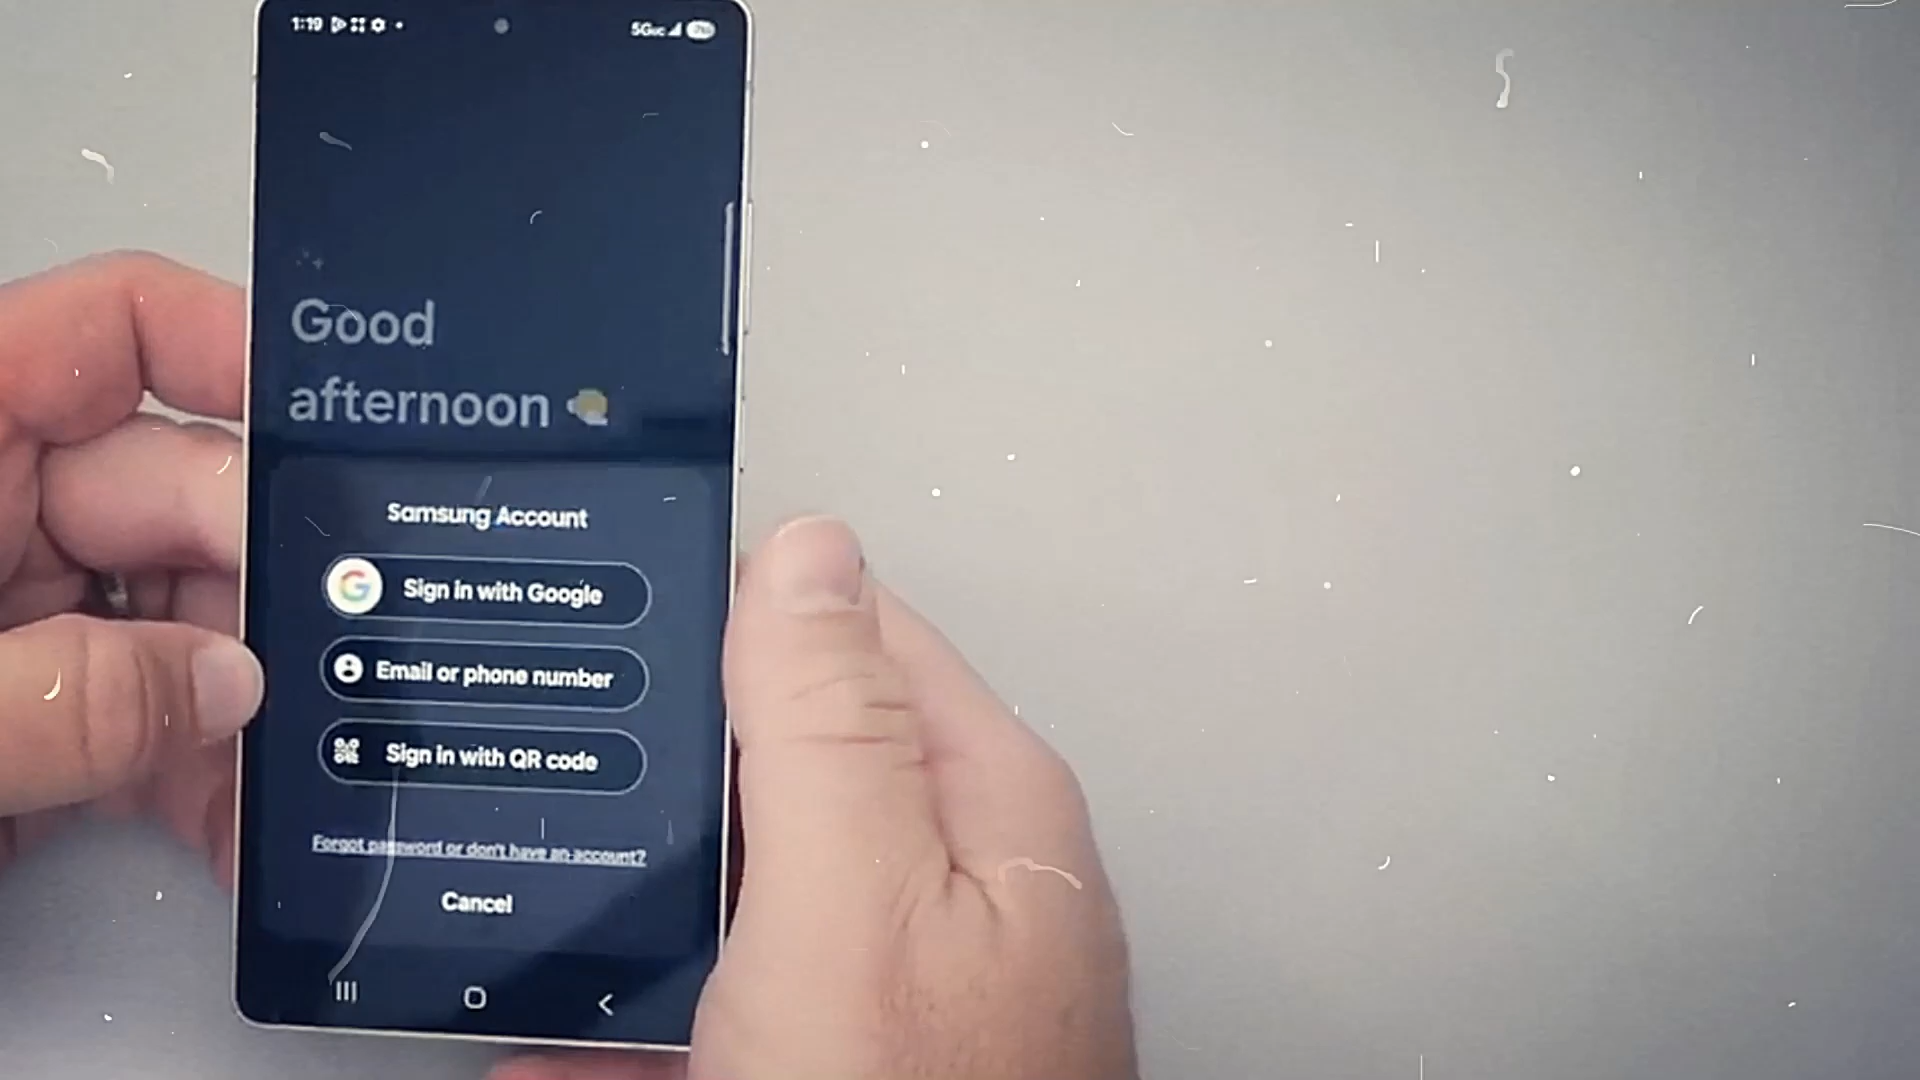 1:19
5G
Good
afternoon
Samsung Account
Sign in with Google
Email or phone number
Sign in with QR code
Forgot password or don't have an account?
Cancel